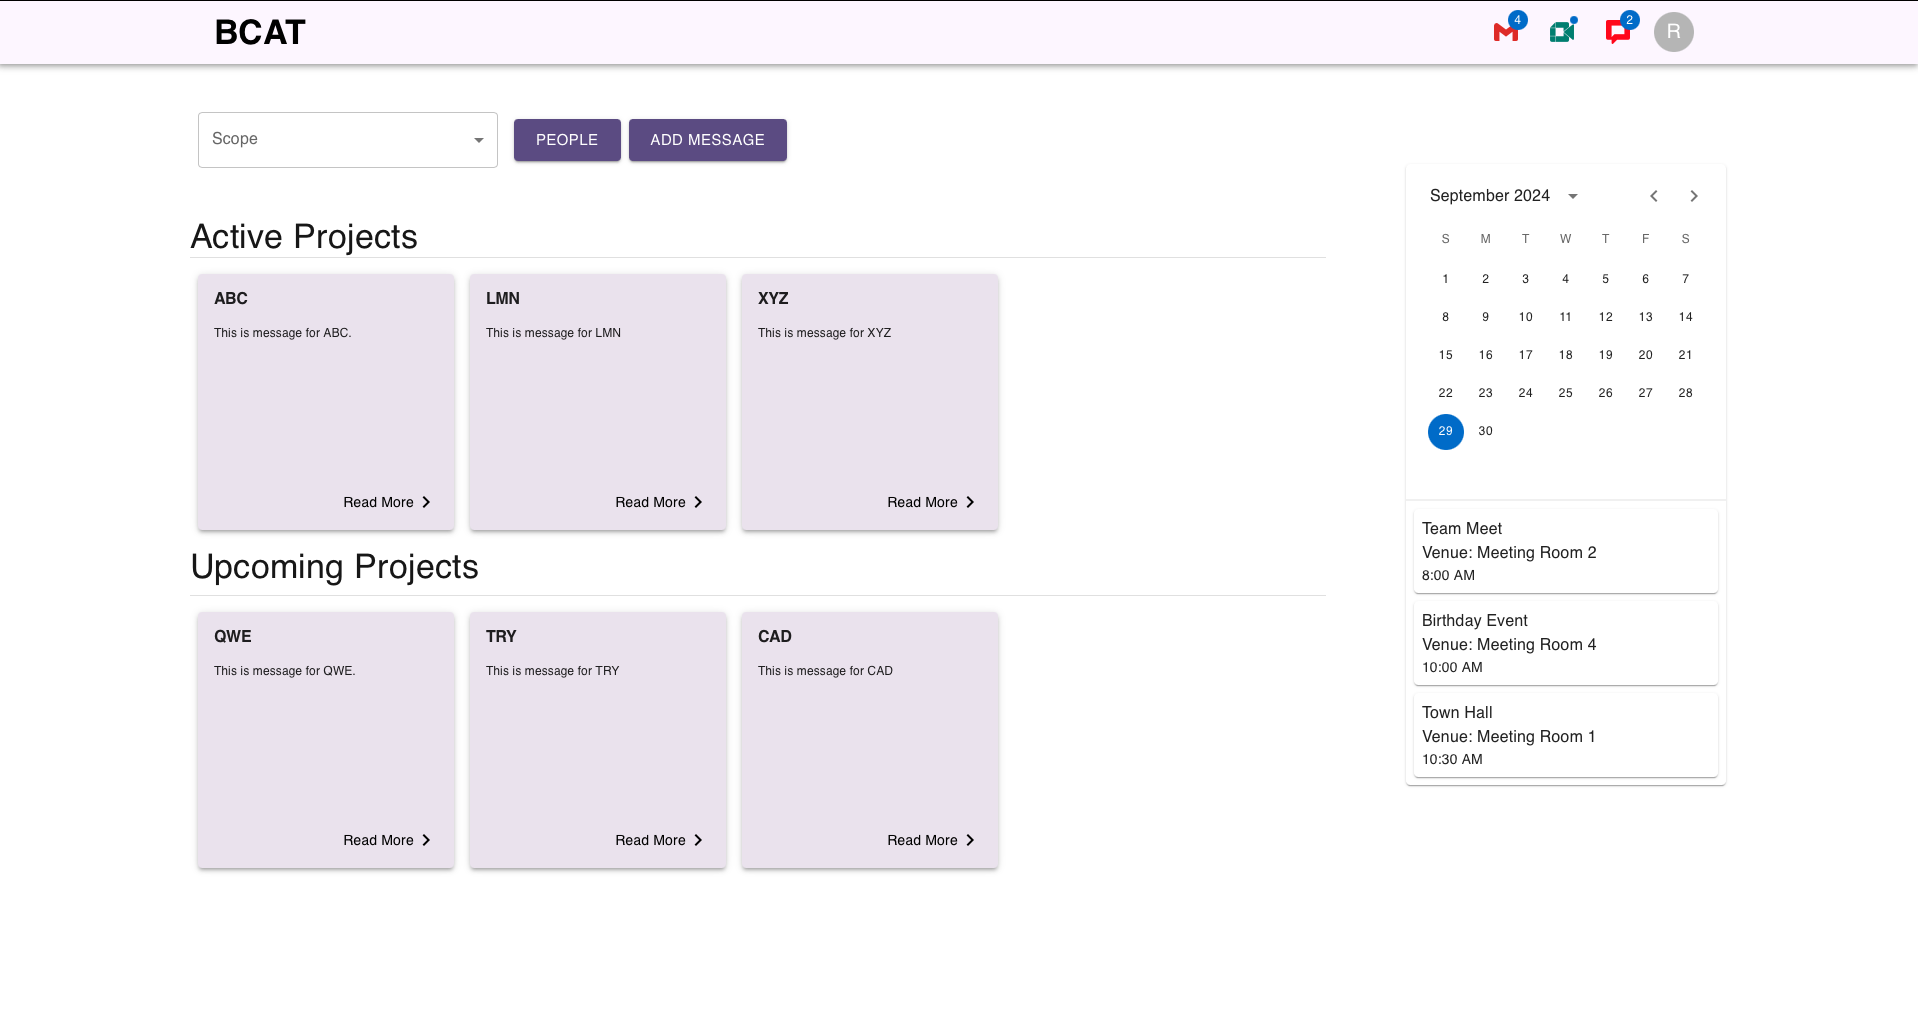 BCAT
4
2
R
Scope
PEOPLE
ADD MESSAGE
Active Projects
ABC
This is message for ABC.
Read More
LMN
This is message for LMN
Read More
XYZ
This is message for XYZ
Read More
Upcoming Projects
QWE
This is message for QWE.
Read More
TRY
This is message for TRY
Read More
CAD
This is message for CAD
Read More
September 2024
S M T W T F S
1 2 3 4 5 6 7
8 9 10 11 12 13 14
15 16 17 18 19 20 21
22 23 24 25 26 27 28
29 30
Team Meet
Venue: Meeting Room 2
8:00 AM
Birthday Event
Venue: Meeting Room 4
10:00 AM
Town Hall
Venue: Meeting Room 1
10:30 AM